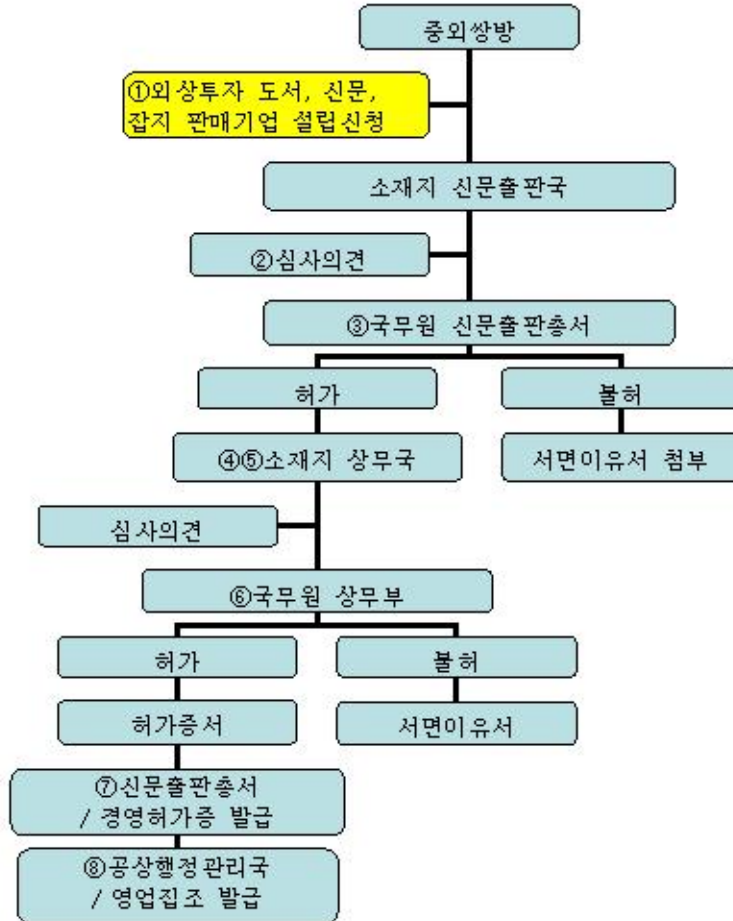 중외쌍방
①외상투자 도서, 신문,
잡지 판매기업 설립신청
소재지 신문출판국
②심사의견
③국무원 신문출판총서
허가
불허
④⑤소재지 상무국
서면이유서 첨부
심사의견
⑥국무원 상무부
허가
불허
허가증서
서면이유서
⑦신문출판총서
/ 경영허가증 발급
⑧공상행정관리국
/ 영업집조 발급